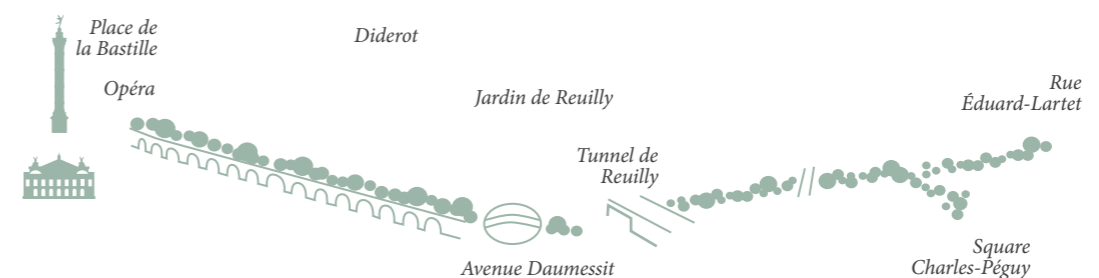 Place de
la Bastille
Diderot
Opéra
Jardin de Reuilly
Rue
Éduard-Lartet
Tunnel de
Reuilly
Avenue Daumessit
Square
Charles-Péguy